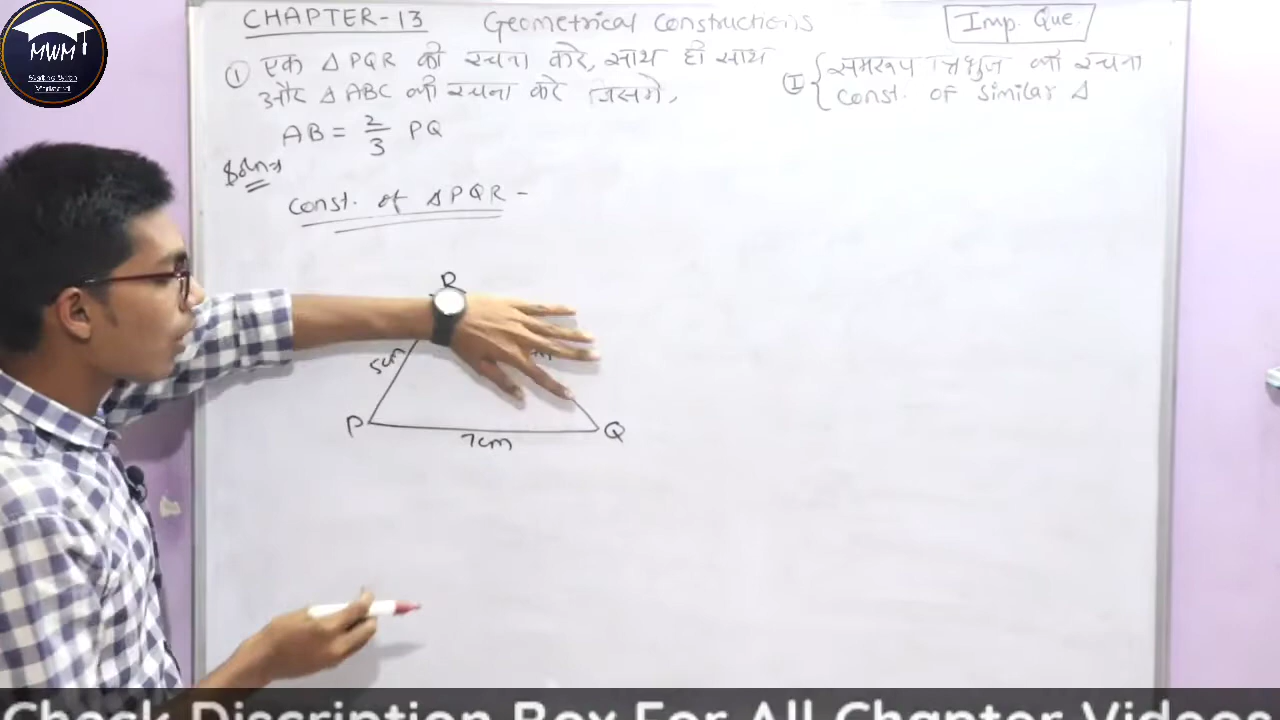 MWM
CHAPTER-13 Geometrical Constructions
Imp. Que.
① एक △PQR की रचना करे, साथ ही साथ
और △ABC की रचना करे जिसमे,
AB = 2/3 PQ
Soln→
Const. of △PQR -
R
5cm
P
7cm
Q
II { समरूप त्रिभुज की रचना
Const. of similar △
Check Discription Box For All Chapter Videos